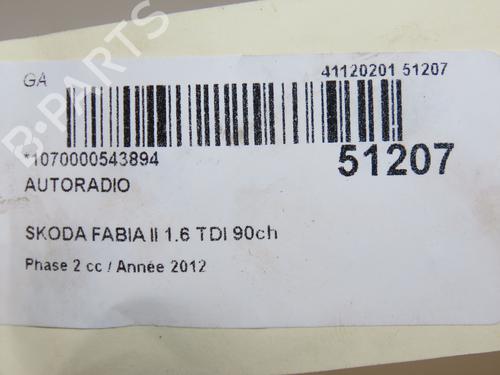 GA
41120201 51207
*1070000543894
51207
AUTORADIO
SKODA FABIA II 1.6 TDI 90ch
Phase 2 cc / Année 2012
B-PARTS